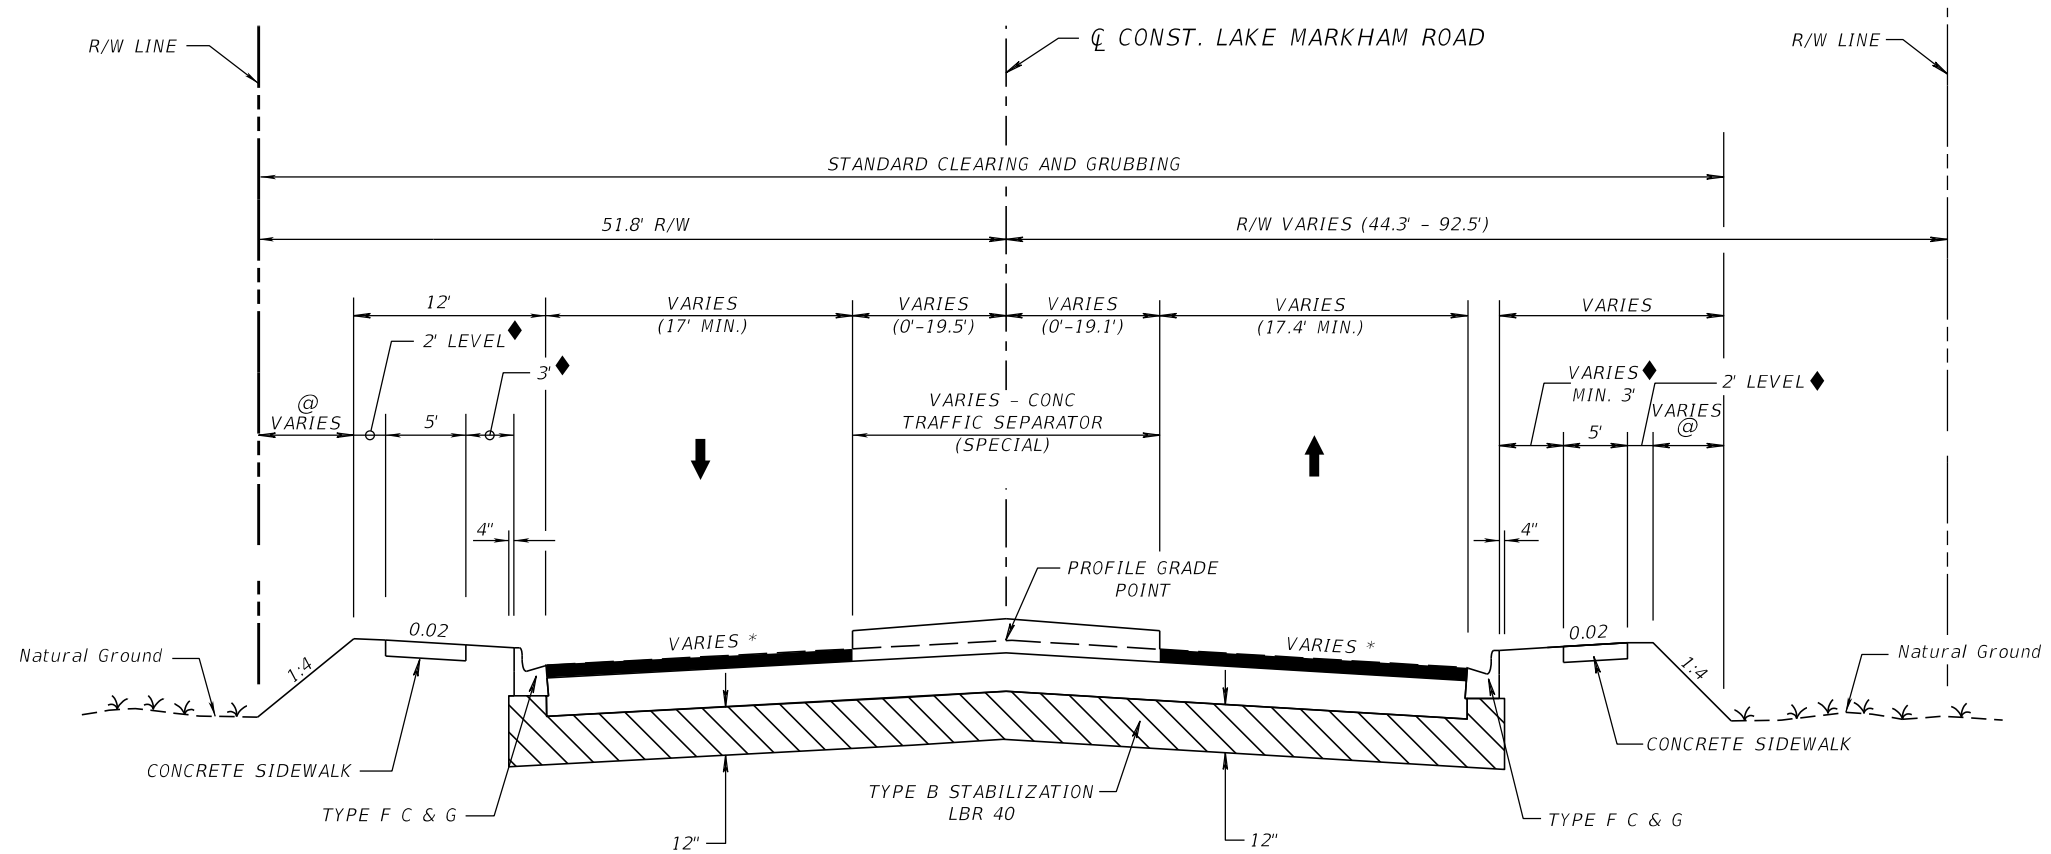 R/W LINE
℄ CONST. LAKE MARKHAM ROAD
R/W LINE
STANDARD CLEARING AND GRUBBING
51.8' R/W
R/W VARIES (44.3' - 92.5')
12'
VARIES
(17' MIN.)
VARIES
(0'-19.5')
VARIES
(0'-19.1')
VARIES
(17.4' MIN.)
VARIES
2' LEVEL♦
3'♦
@
VARIES
5'
VARIES - CONC
TRAFFIC SEPARATOR
(SPECIAL)
VARIES♦
MIN. 3'
2' LEVEL♦
VARIES
@
5'
4"
4"
PROFILE GRADE
POINT
0.02
VARIES *
VARIES *
0.02
Natural Ground
1:4
1:4
Natural Ground
CONCRETE SIDEWALK
CONCRETE SIDEWALK
TYPE F C & G
TYPE B STABILIZATION
LBR 40
TYPE F C & G
12"
12"